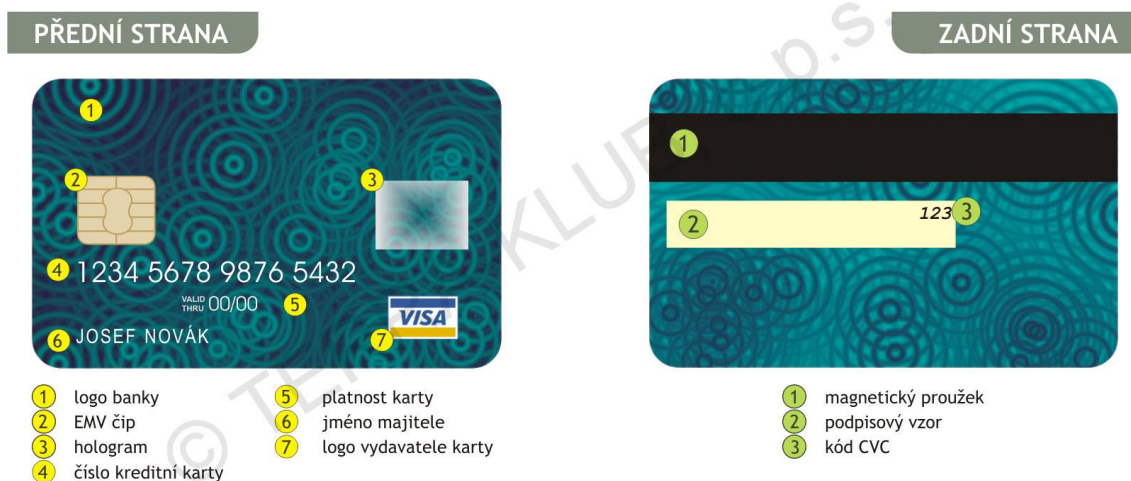 PŘEDNÍ STRANA
1
2
3
4 1234 5678 9876 5432
VALID THRU 00/00 5
6 JOSEF NOVÁK
VISA
7
1 logo banky
2 EMV čip
3 hologram
4 číslo kreditní karty
5 platnost karty
6 jméno majitele
7 logo vydavatele karty
ZADNÍ STRANA
1
2
123 3
1 magnetický proužek
2 podpisový vzor
3 kód CVC
©
KLUB p.s.